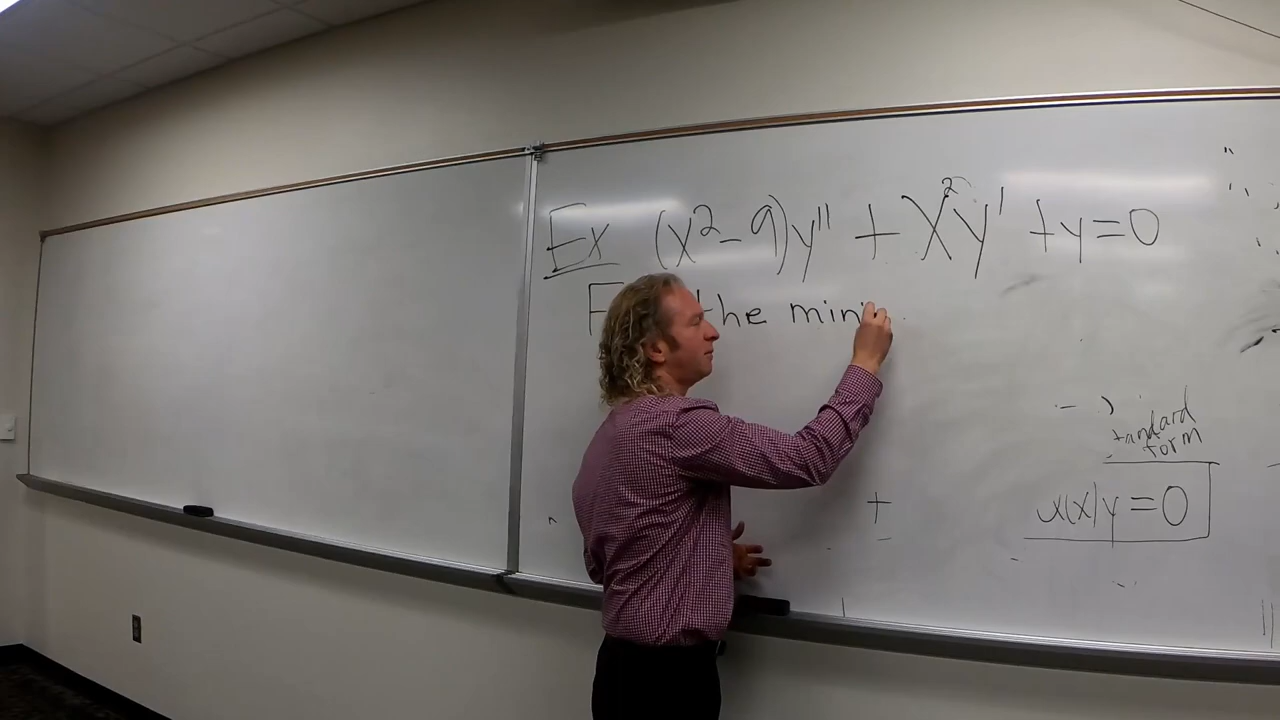 Ex (x²-9)y'' + x²y' + y = 0
the min
standard
form
(x)y = 0